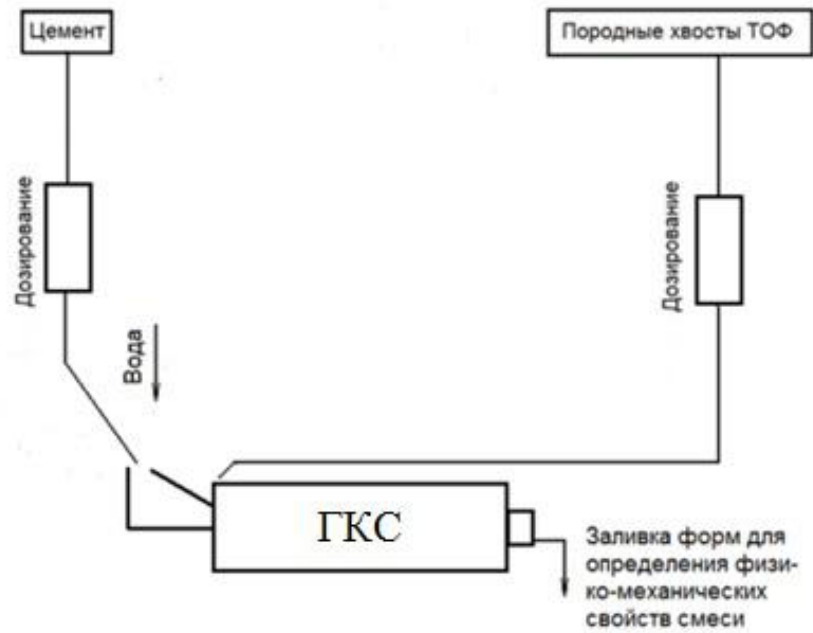 Цемент
Породные хвосты ТОФ
Дозирование
Дозирование
Вода
ГКС
Заливка форм для
определения физи-
ко-механических
свойств смеси